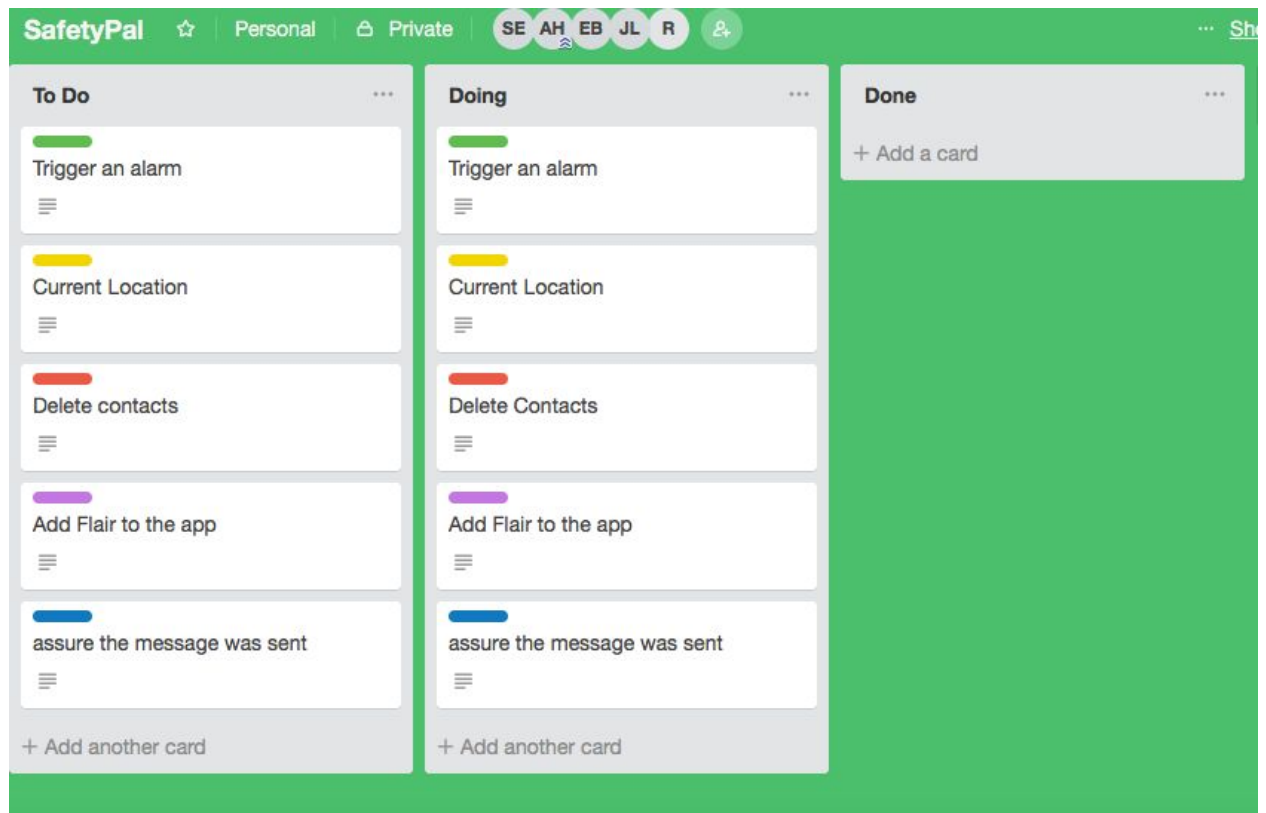 SafetyPal Personal Private SE AH EB JL R
To Do
Trigger an alarm
Current Location
Delete contacts
Add Flair to the app
assure the message was sent
+ Add another card
Doing
Trigger an alarm
Current Location
Delete Contacts
Add Flair to the app
assure the message was sent
+ Add another card
Done
+ Add a card